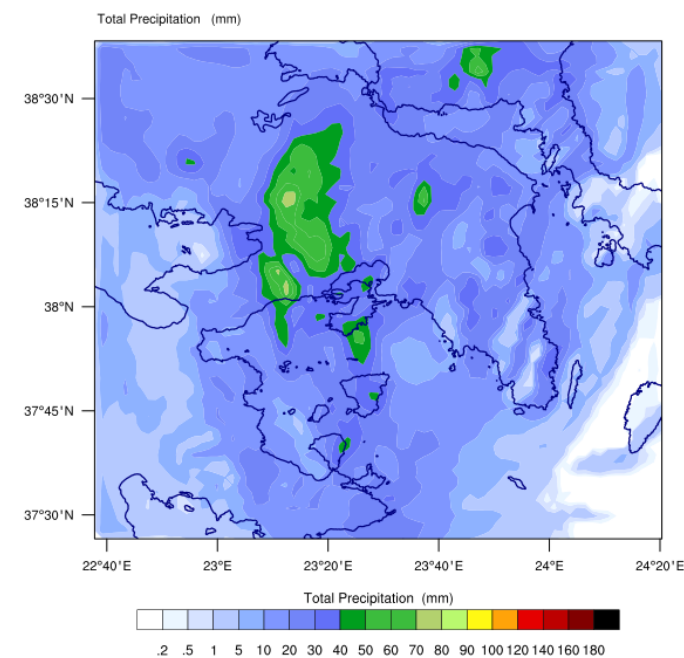 Total Precipitation (mm)
38°30'N
38°15'N
38°N
37°45'N
37°30'N
22°40'E 23°E 23°20'E 23°40'E 24°E 24°20'E
Total Precipitation (mm)
.2 .5 1 5 10 20 30 40 50 60 70 80 90 100 120 140 160 180